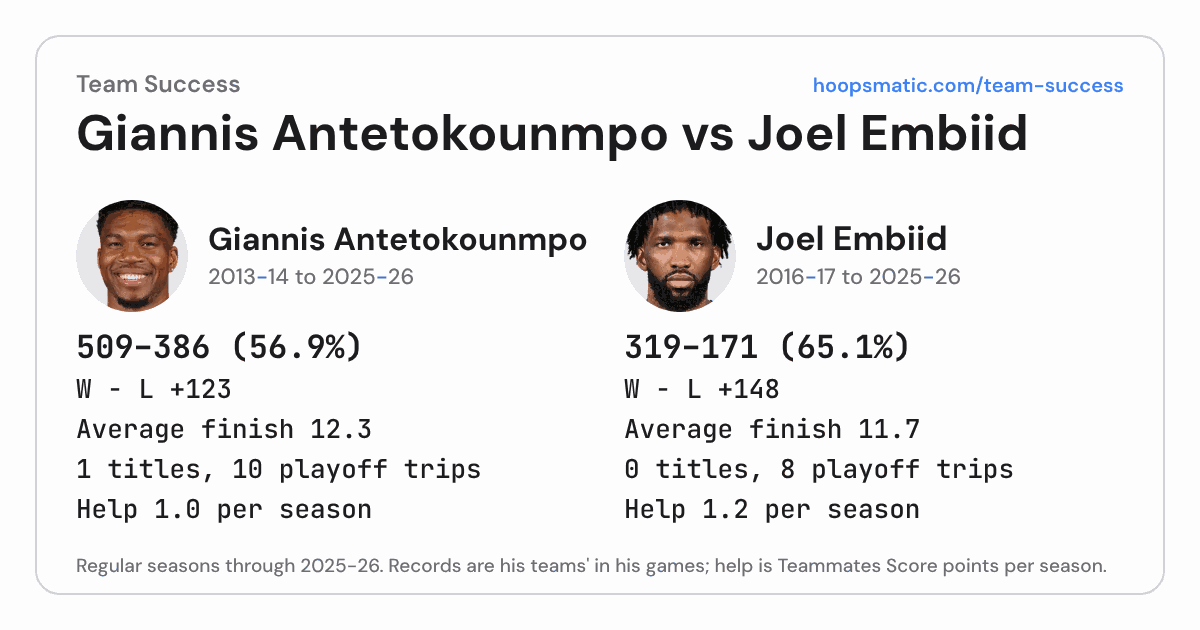 Team Success
hoopsmatic.com/team-success
Giannis Antetokounmpo vs Joel Embiid
Giannis Antetokounmpo
2013–14 to 2025–26
509–386 (56.9%)
W - L +123
Average finish 12.3
1 titles, 10 playoff trips
Help 1.0 per season
Joel Embiid
2016–17 to 2025–26
319–171 (65.1%)
W - L +148
Average finish 11.7
0 titles, 8 playoff trips
Help 1.2 per season
Regular seasons through 2025-26. Records are his teams' in his games; help is Teammates Score points per season.